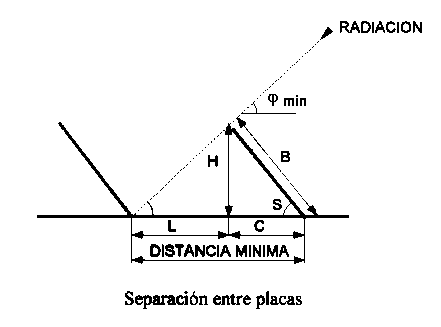 RADIACION
φ min
H
B
S
L
C
DISTANCIA MINIMA
Separación entre placas